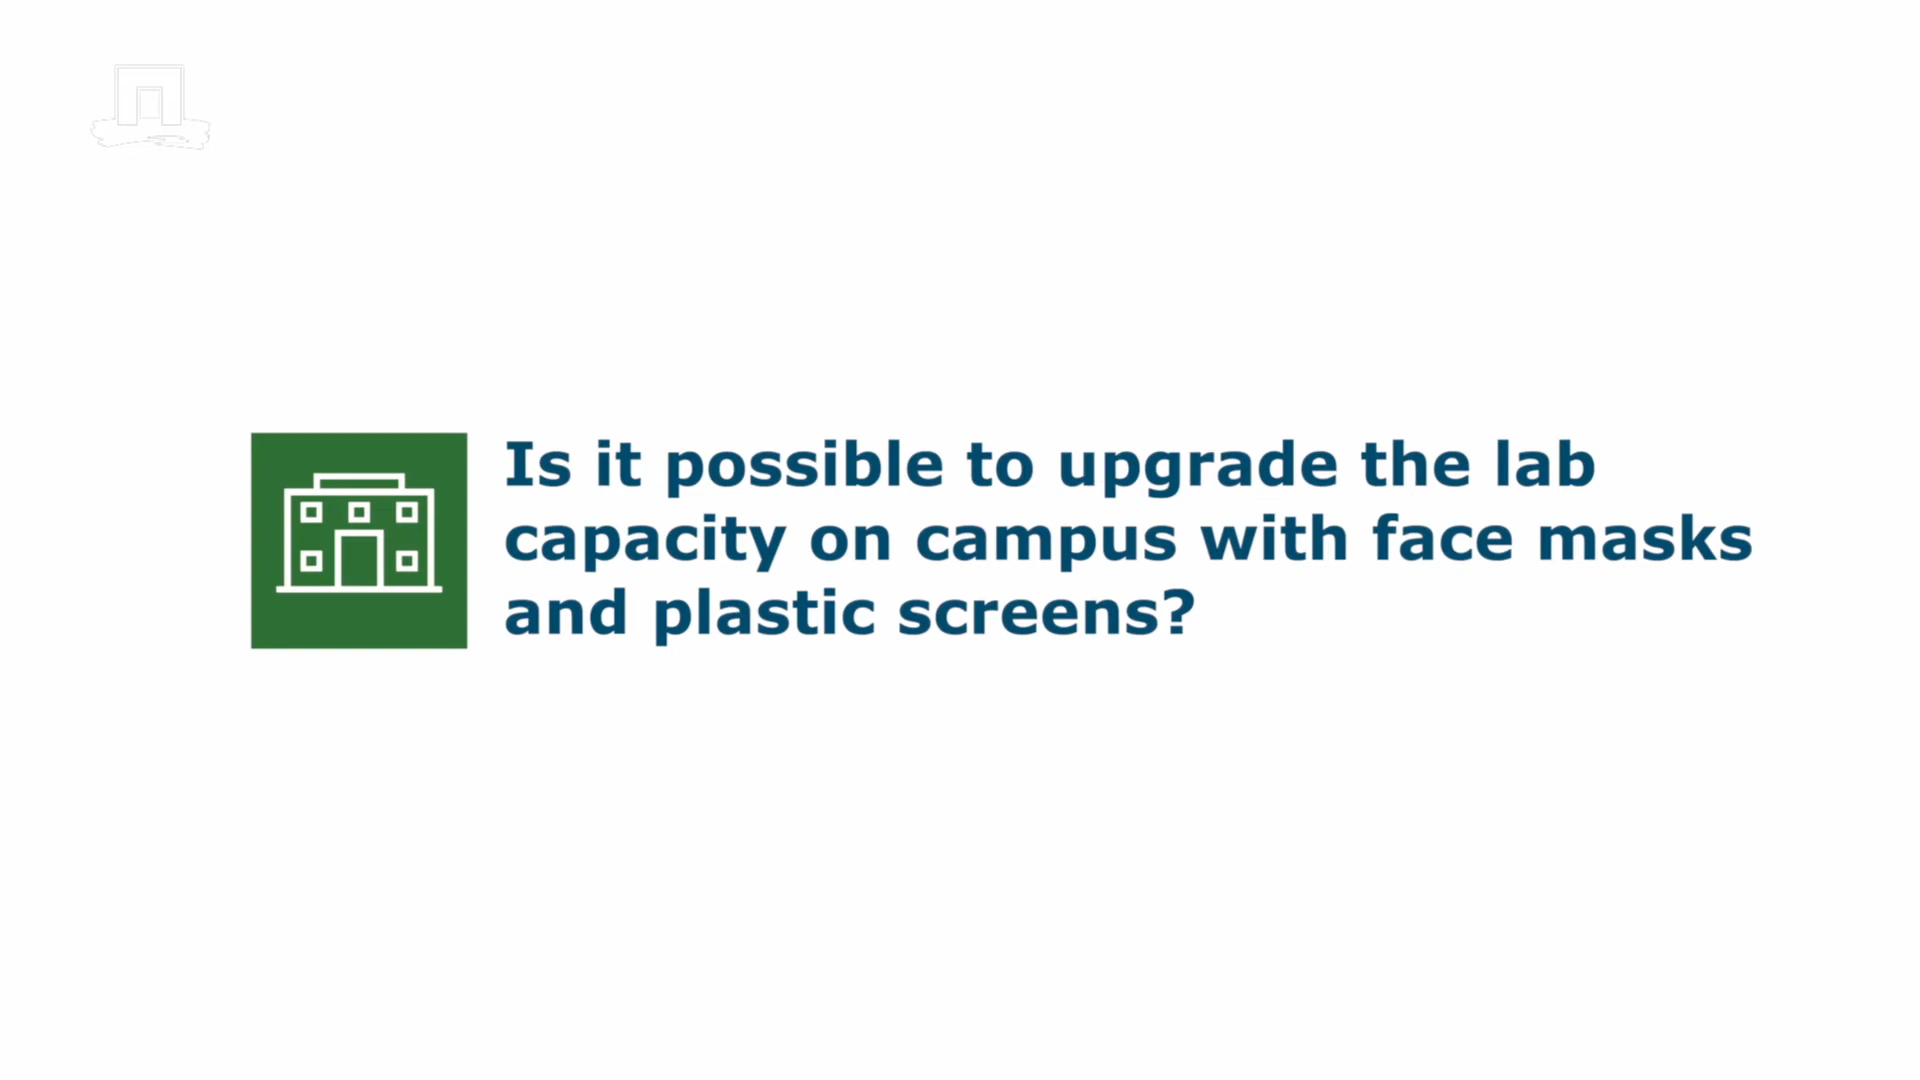 Is it possible to upgrade the lab
capacity on campus with face masks
and plastic screens?